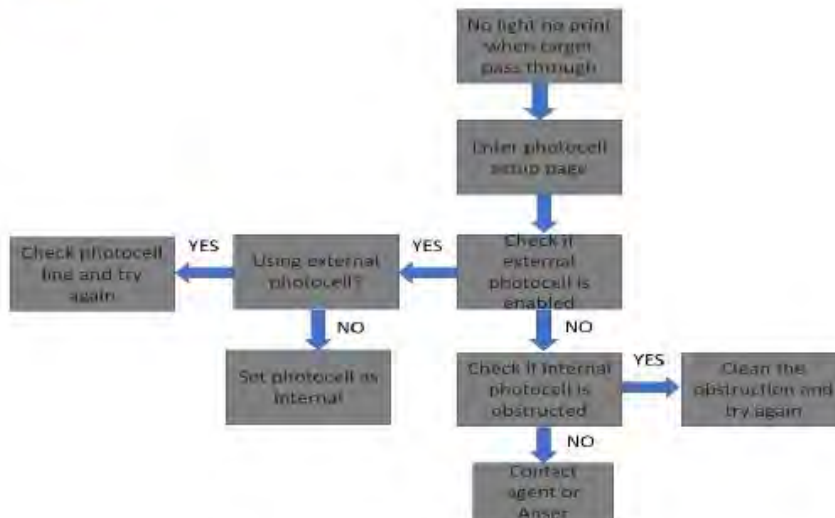 No light no print
when target
pass through
Enter photocell
setup page
Check if
external
photocell is
enabled
YES
Using external
photocell?
YES
Check photocell
line and try
again
NO
Set photocell as
internal
NO
Check if internal
photocell is
obstructed
YES
Clean the
obstruction and
try again
NO
Contact
agent or
Anser